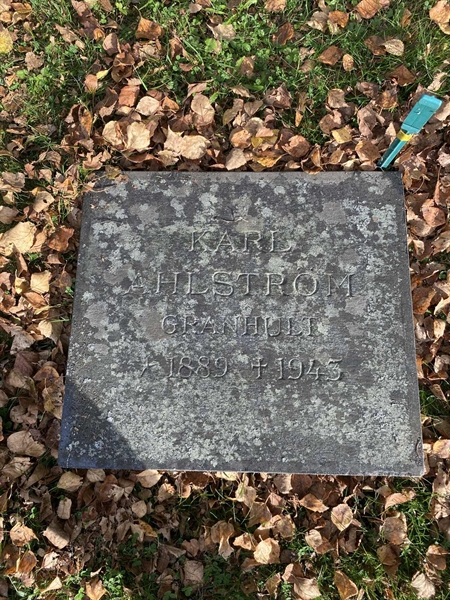 KARL
AHLSTRÖM
GRANHULT
* 1889 † 1943